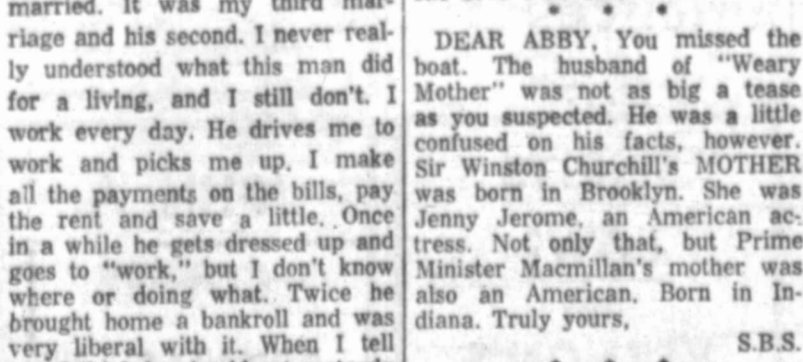 married. It was my third mar-
riage and his second. I never real-
ly understood what this man did
for a living, and I still don't. I
work every day. He drives me to
work and picks me up. I make
all the payments on the bills, pay
the rent and save a little. Once
in a while he gets dressed up and
goes to "work," but I don't know
where or doing what. Twice he
brought home a bankroll and was
very liberal with it. When I tell
* * *
DEAR ABBY, You missed the
boat. The husband of "Weary
Mother" was not as big a tease
as you suspected. He was a little
confused on his facts, however.
Sir Winston Churchill's MOTHER
was born in Brooklyn. She was
Jenny Jerome, an American ac-
tress. Not only that, but Prime
Minister Macmillan's mother was
also an American. Born in In-
diana. Truly yours,
S.B.S.